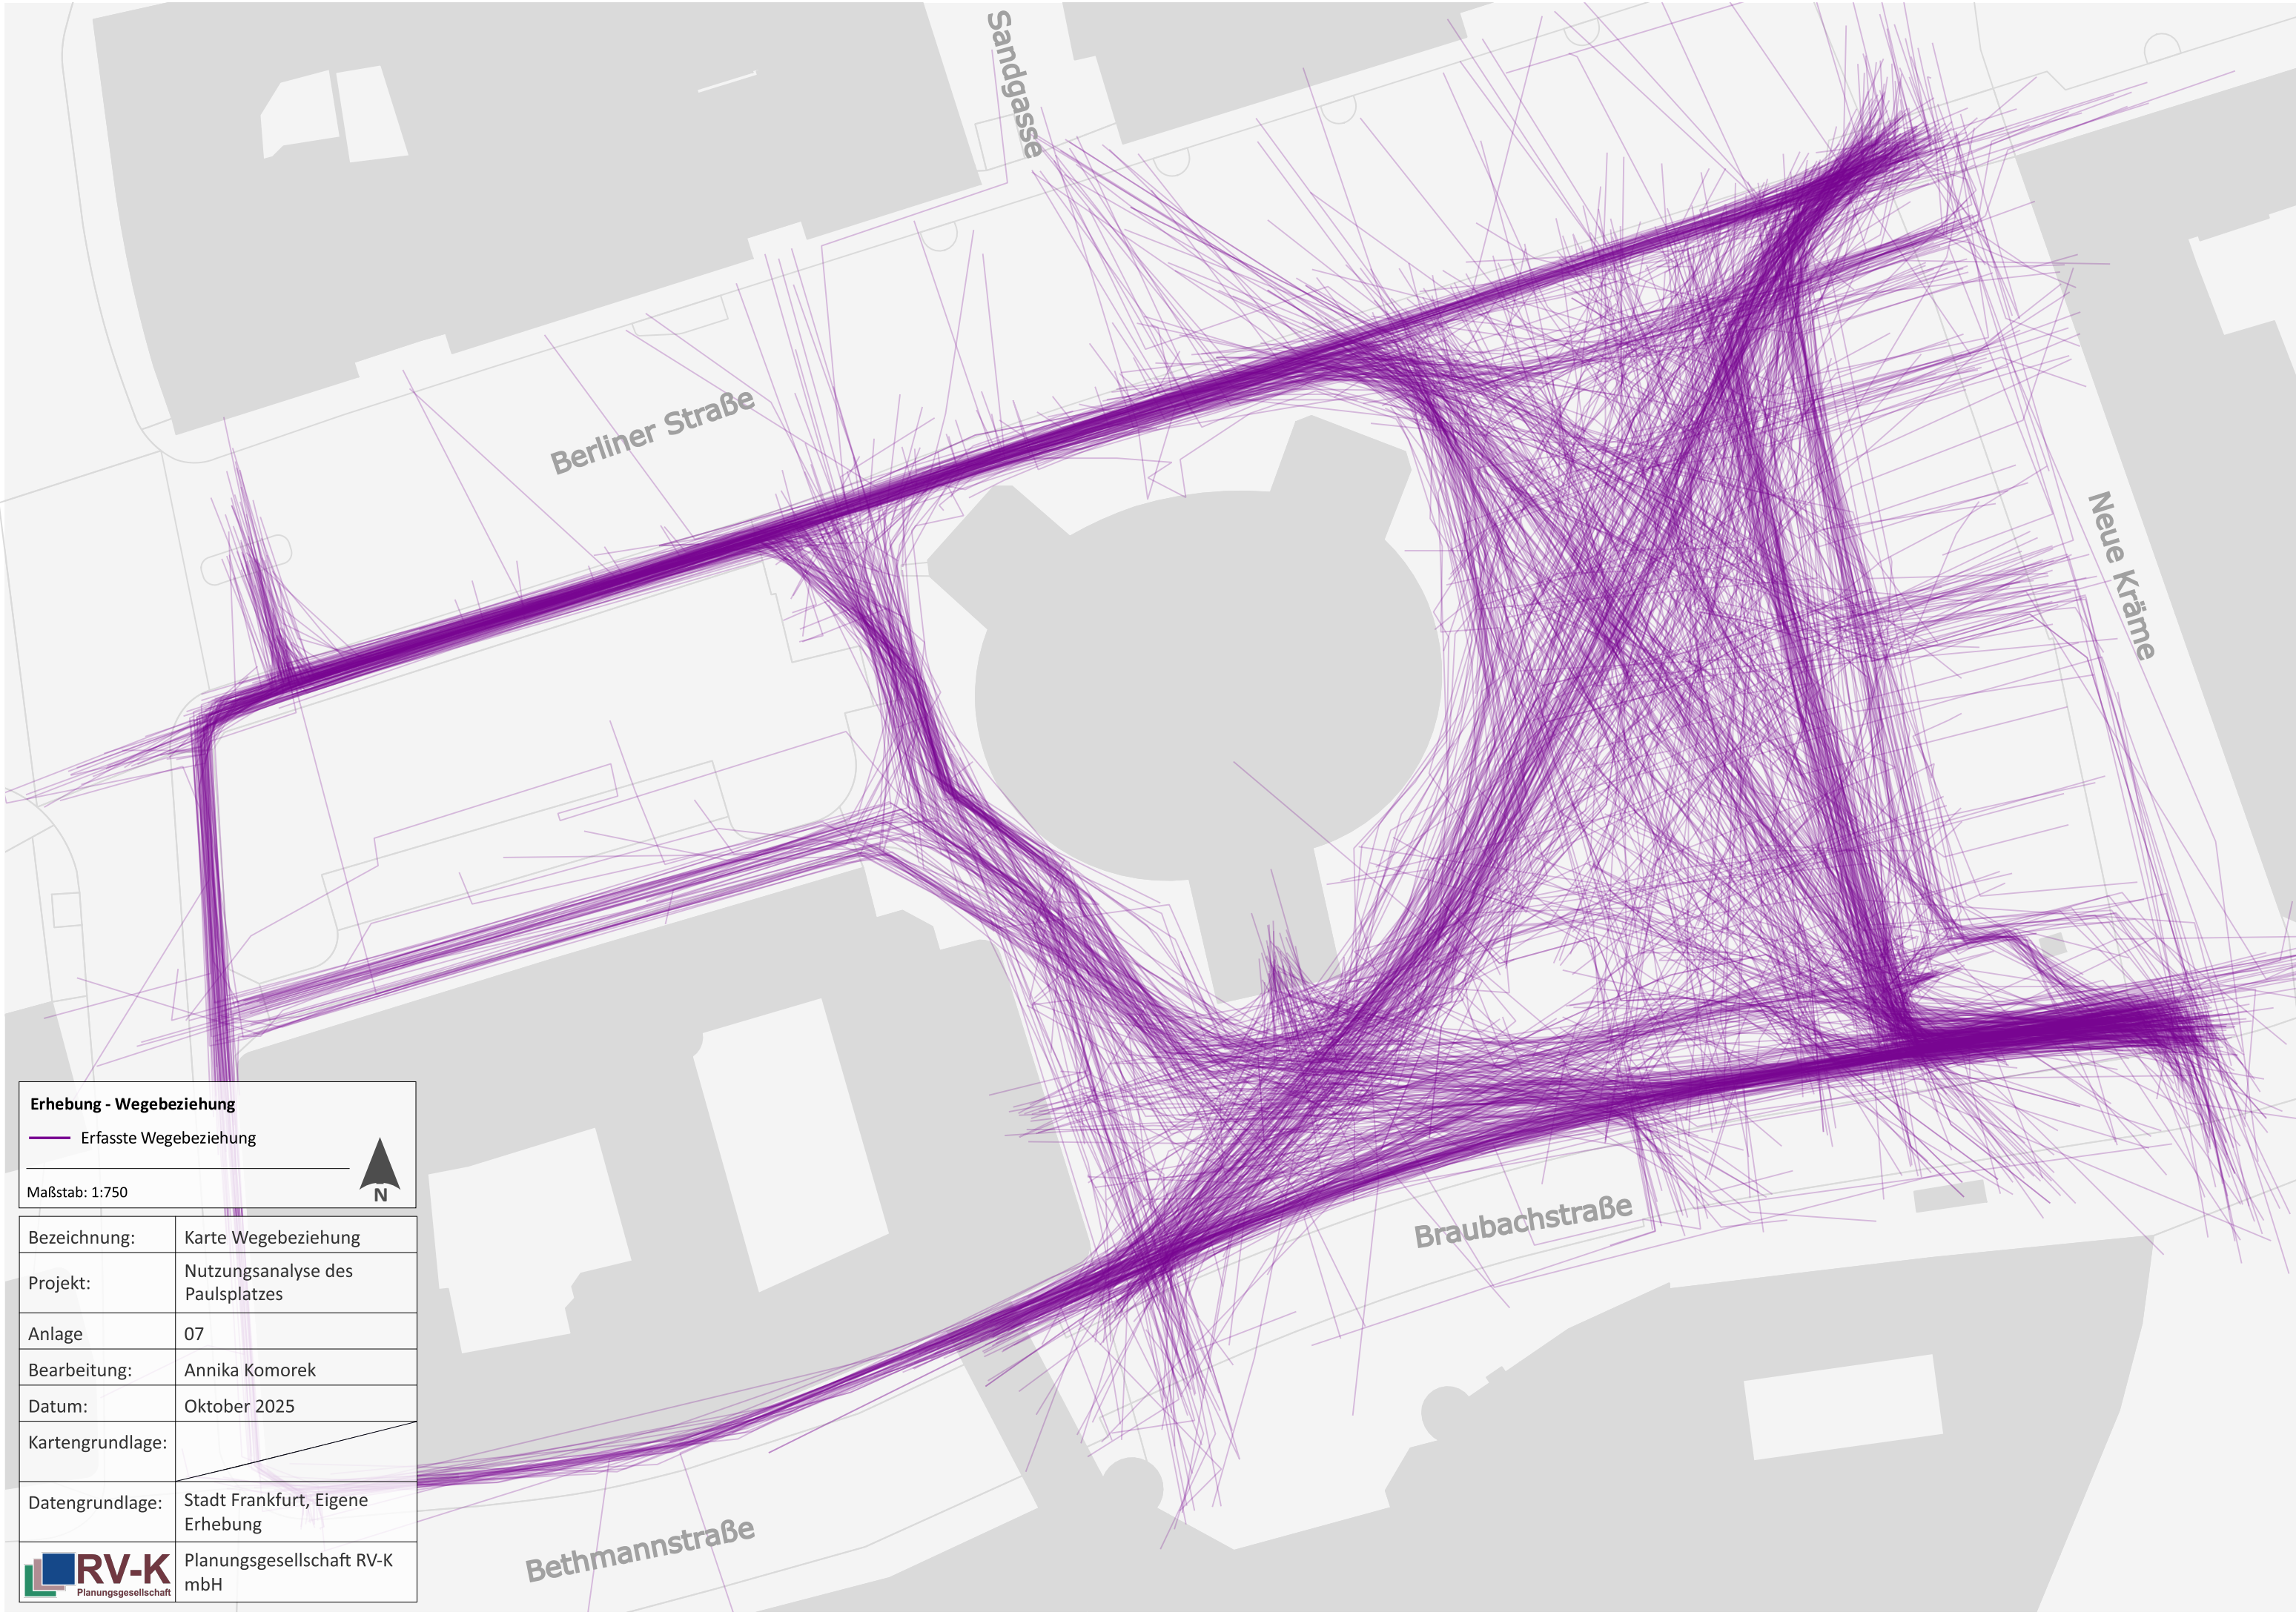 Sandgasse
Berliner Straße
Neue Kräme
Braubachstraße
Bethmannstraße
Erhebung - Wegebeziehung
Erfasste Wegebeziehung
Maßstab: 1:750
N
Bezeichnung: Karte Wegebeziehung
Projekt: Nutzungsanalyse des
Paulsplatzes
Anlage 07
Bearbeitung: Annika Komorek
Datum: Oktober 2025
Kartengrundlage:
Datengrundlage: Stadt Frankfurt, Eigene
Erhebung
RV-K
Planungsgesellschaft
Planungsgesellschaft RV-K
mbH